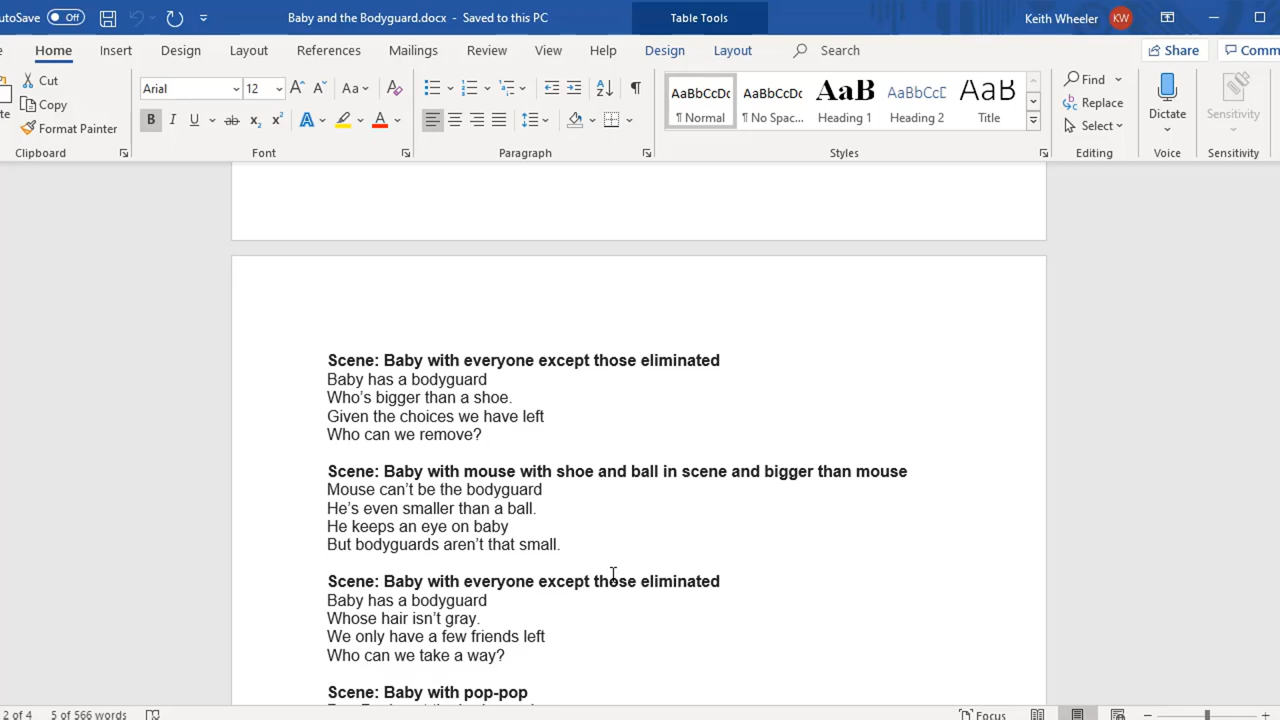 utoSave Off Baby and the Bodyguard.docx - Saved to this PC Table Tools Keith Wheeler KW
e Home Insert Design Layout References Mailings Review View Help Design Layout Search Share Comm
te Cut
Copy
Format Painter
Clipboard
Arial 12 Aa
B I U ab x₂ x² A A
Font
Paragraph
AaBbCcDc ¶ Normal
AaBbCcDc ¶ No Spac...
AaB Heading 1
AaBbCcD Heading 2
AaB Title
Styles
Find
Replace
Select
Editing
Dictate
Voice
Sensitivity
Sensitivity
Scene: Baby with everyone except those eliminated
Baby has a bodyguard
Who’s bigger than a shoe.
Given the choices we have left
Who can we remove?
Scene: Baby with mouse with shoe and ball in scene and bigger than mouse
Mouse can’t be the bodyguard
He’s even smaller than a ball.
He keeps an eye on baby
But bodyguards aren’t that small.
Scene: Baby with everyone except those eliminated
Baby has a bodyguard
Whose hair isn’t gray.
We only have a few friends left
Who can we take a way?
Scene: Baby with pop-pop
2 of 4 5 of 566 words Focus